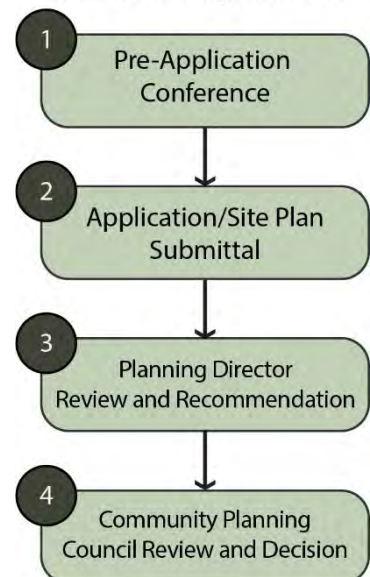 1
Pre-Application
Conference
2
Application/Site Plan
Submittal
3
Planning Director
Review and Recommendation
4
Community Planning
Council Review and Decision